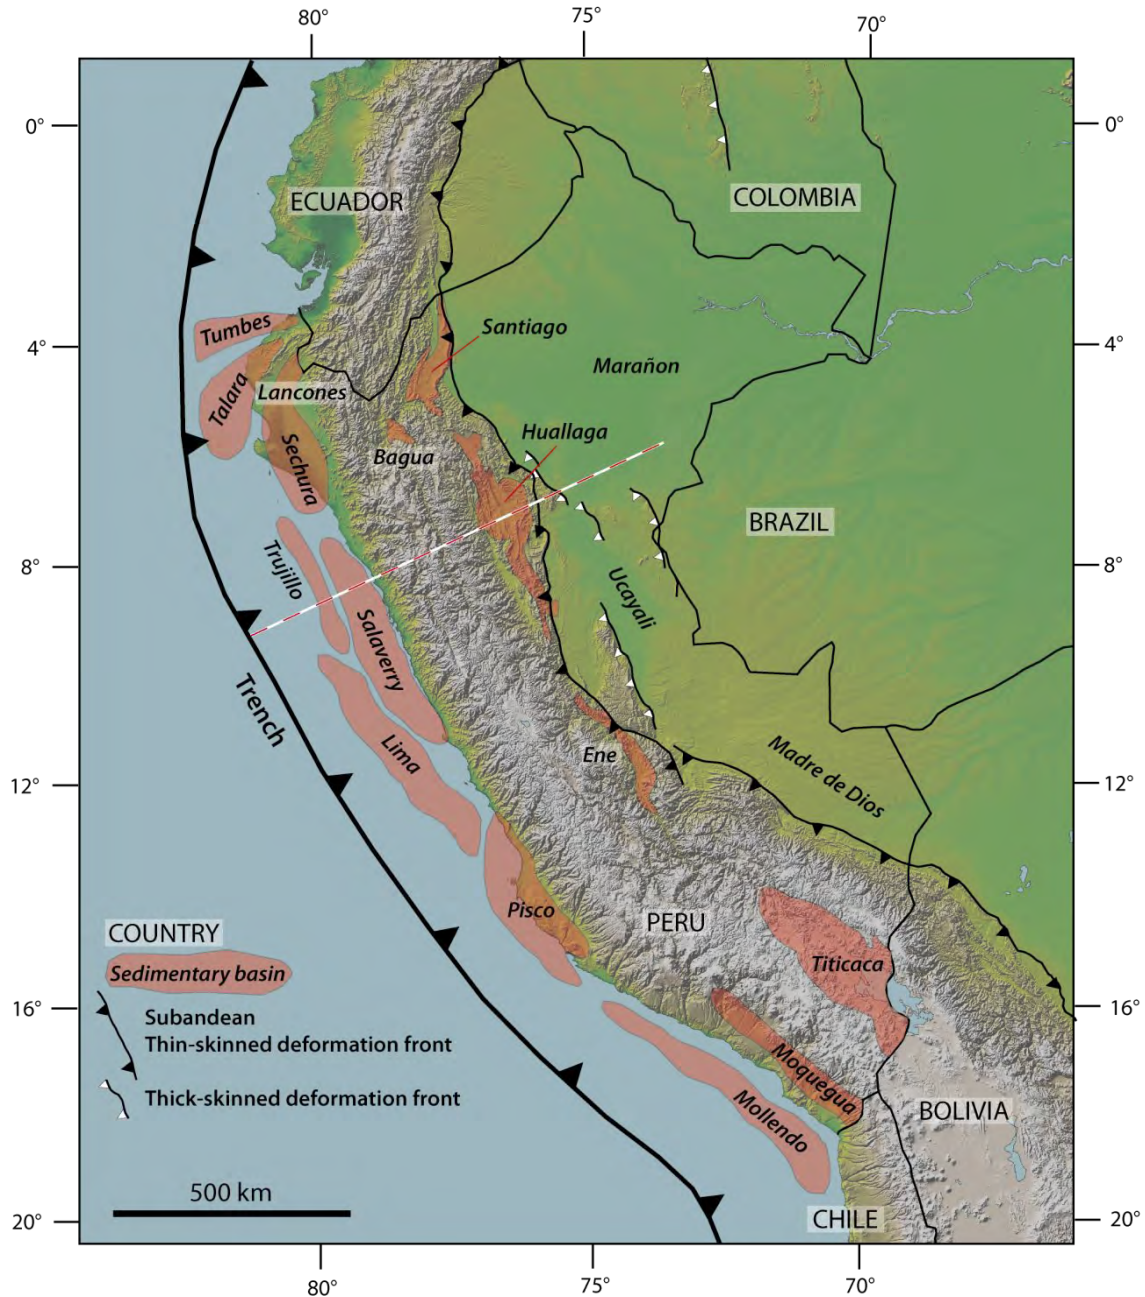 80°
75°
70°
0°
0°
COLOMBIA
ECUADOR
Tumbes
Santiago
4°
4°
Marañon
Talara
Lancones
Huallaga
Sechura
Bagua
BRAZIL
8°
8°
Trujillo
Ucayali
Salaverry
Trench
Lima
Ene
Madre de Dios
12°
12°
Pisco
PERU
Titicaca
COUNTRY
Sedimentary basin
16°
16°
Subandean
Thin-skinned deformation front
Moquegua
Thick-skinned deformation front
Mollendo
BOLIVIA
500 km
CHILE
20°
20°
80°
75°
70°